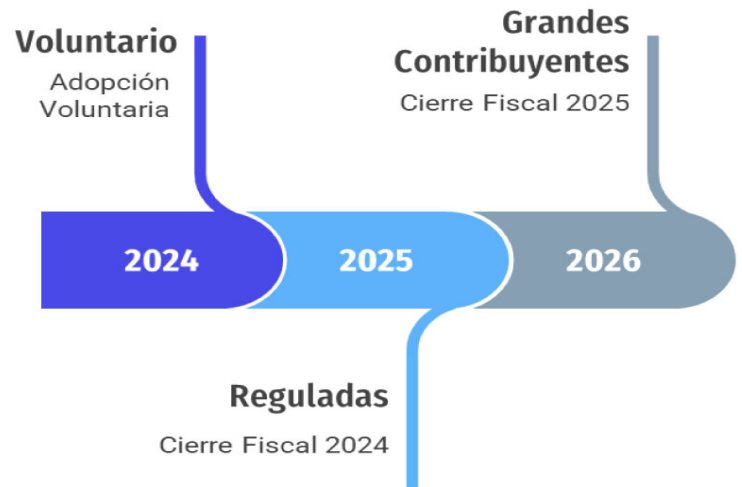 Voluntario
Adopción
Voluntaria
Grandes
Contribuyentes
Cierre Fiscal 2025
2024
2025
2026
Reguladas
Cierre Fiscal 2024